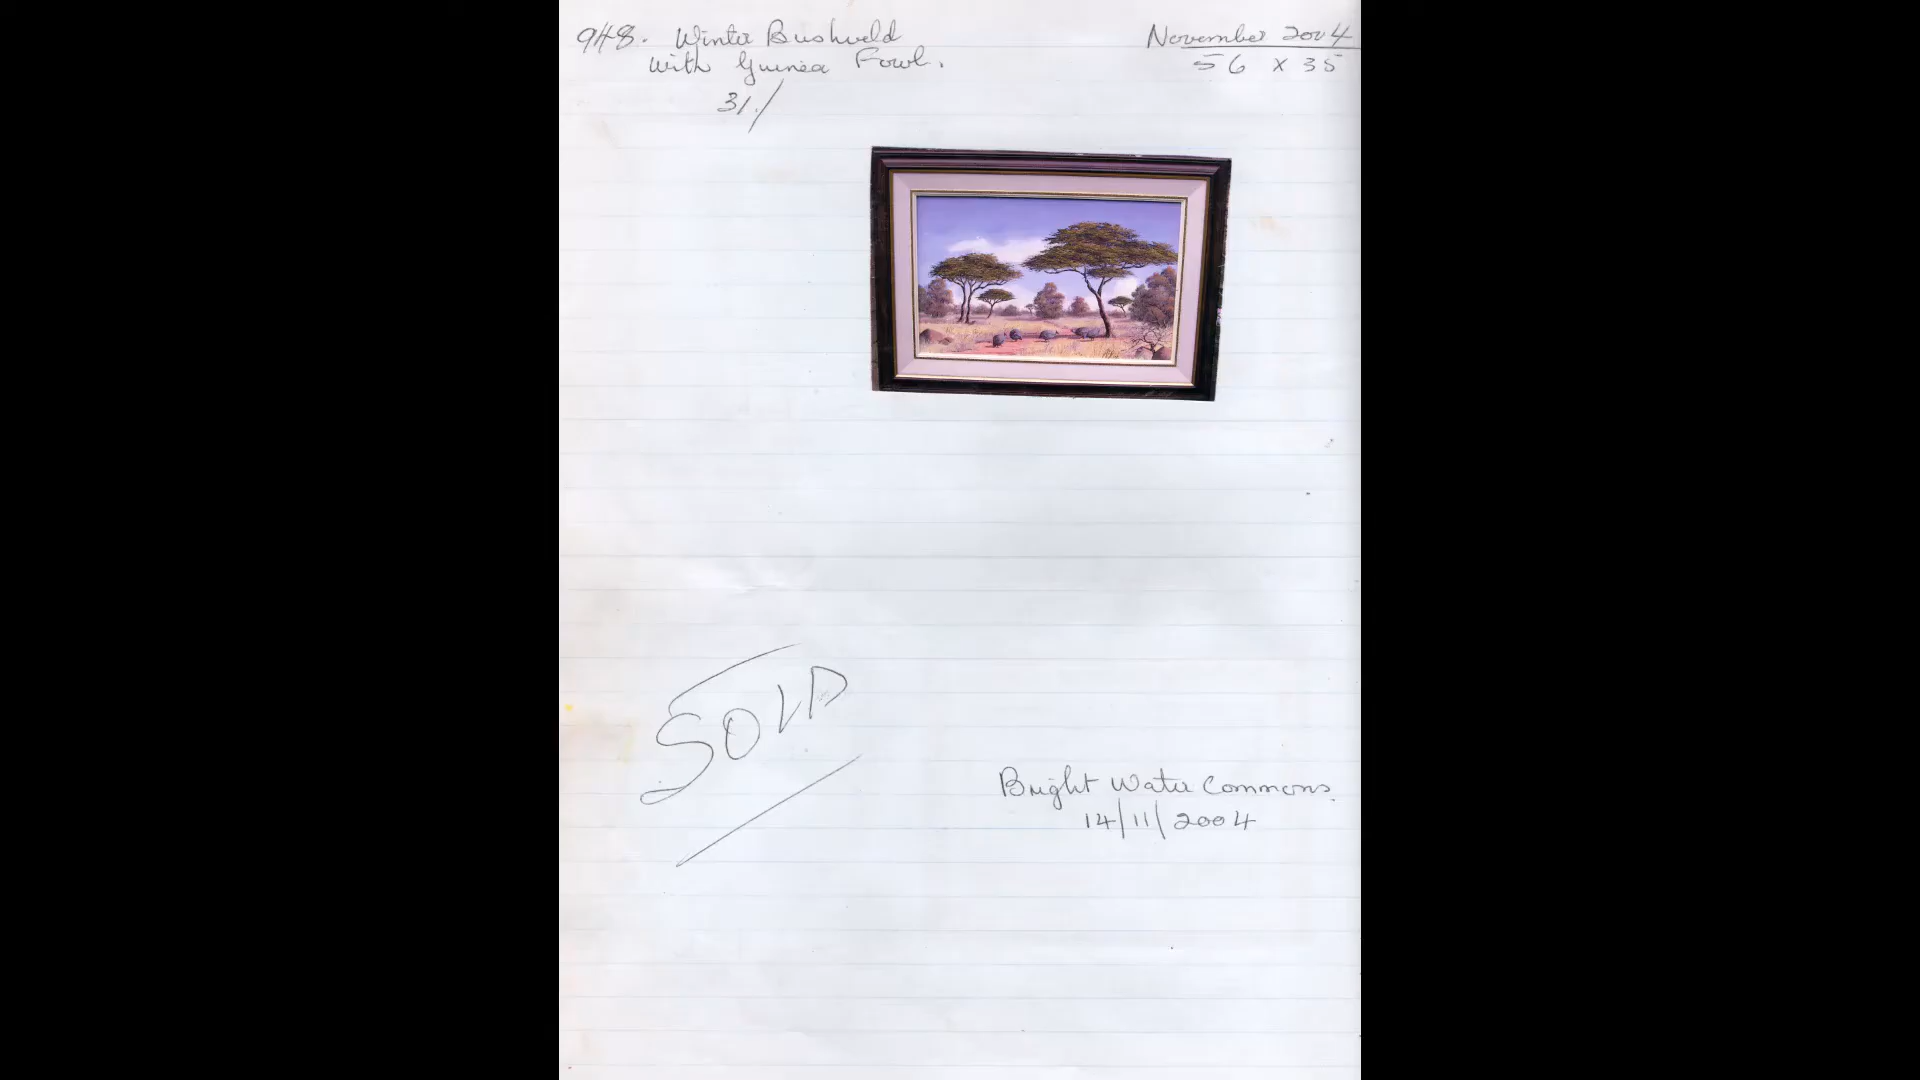 948. Winter Bushveld
with Guinea Fowl.
31./
November 2004
56 x 35
SOLD
Bright Water Commons.
14/11/2004